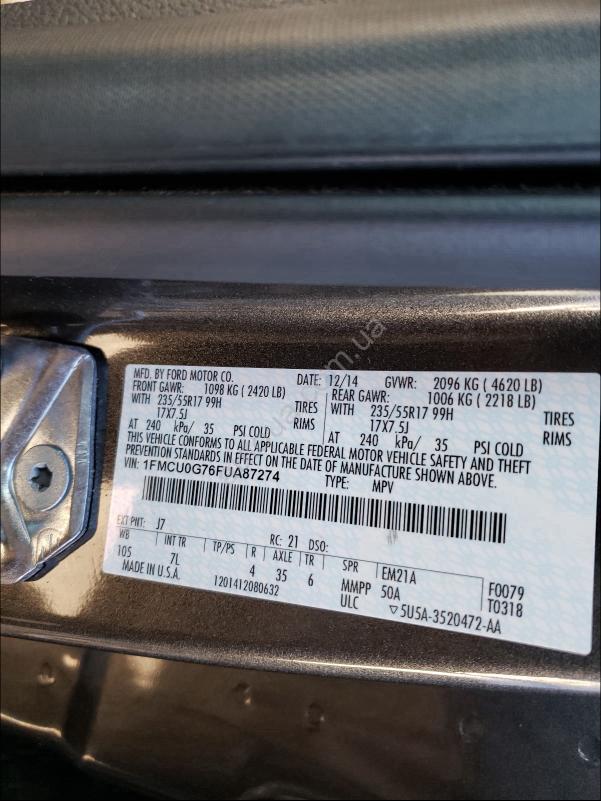 MFD. BY FORD MOTOR CO. DATE: 12/14 GVWR: 2096 KG ( 4620 LB)
FRONT GAWR: 1098 KG ( 2420 LB) REAR GAWR: 1006 KG ( 2218 LB)
WITH 235/55R17 99H TIRES WITH 235/55R17 99H TIRES
17X7.5J RIMS 17X7.5J RIMS
AT 240 kPa/ 35 PSI COLD AT 240 kPa/ 35 PSI COLD
THIS VEHICLE CONFORMS TO ALL APPLICABLE FEDERAL MOTOR VEHICLE SAFETY AND THEFT
PREVENTION STANDARDS IN EFFECT ON THE DATE OF MANUFACTURE SHOWN ABOVE.
VIN: 1FMCU0G76FUA87274 TYPE: MPV
EXT PNT: J7 RC: 21 DSO:
WB INT TR TP/PS R AXLE TR SPR EM21A F0079
105 7L 4 35 6 MMPP 50A T0318
MADE IN U.S.A. 1201412080632 ULC ▽5U5A-3520472-AA